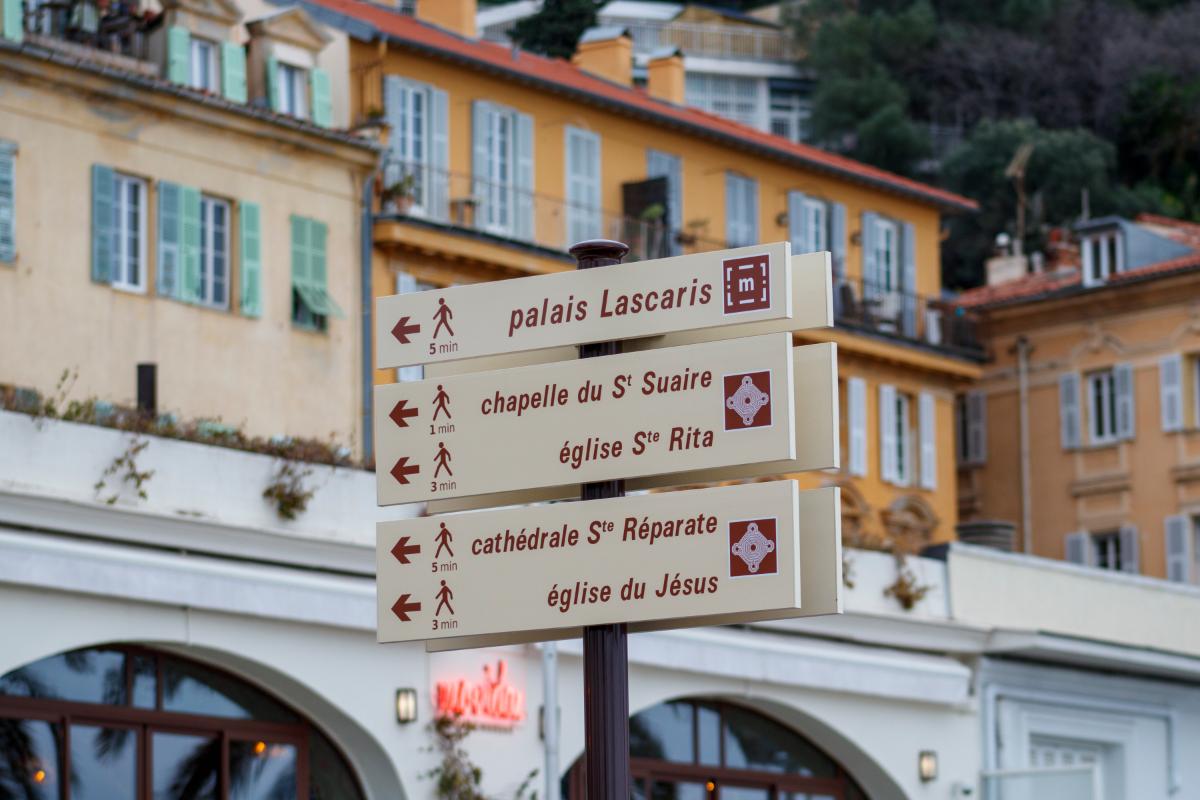 palais Lascaris
m
5 min
chapelle du Sᵗ Suaire
1 min
église Sᵗᵉ Rita
3 min
cathédrale Sᵗᵉ Réparate
5 min
église du Jésus
3 min
movida